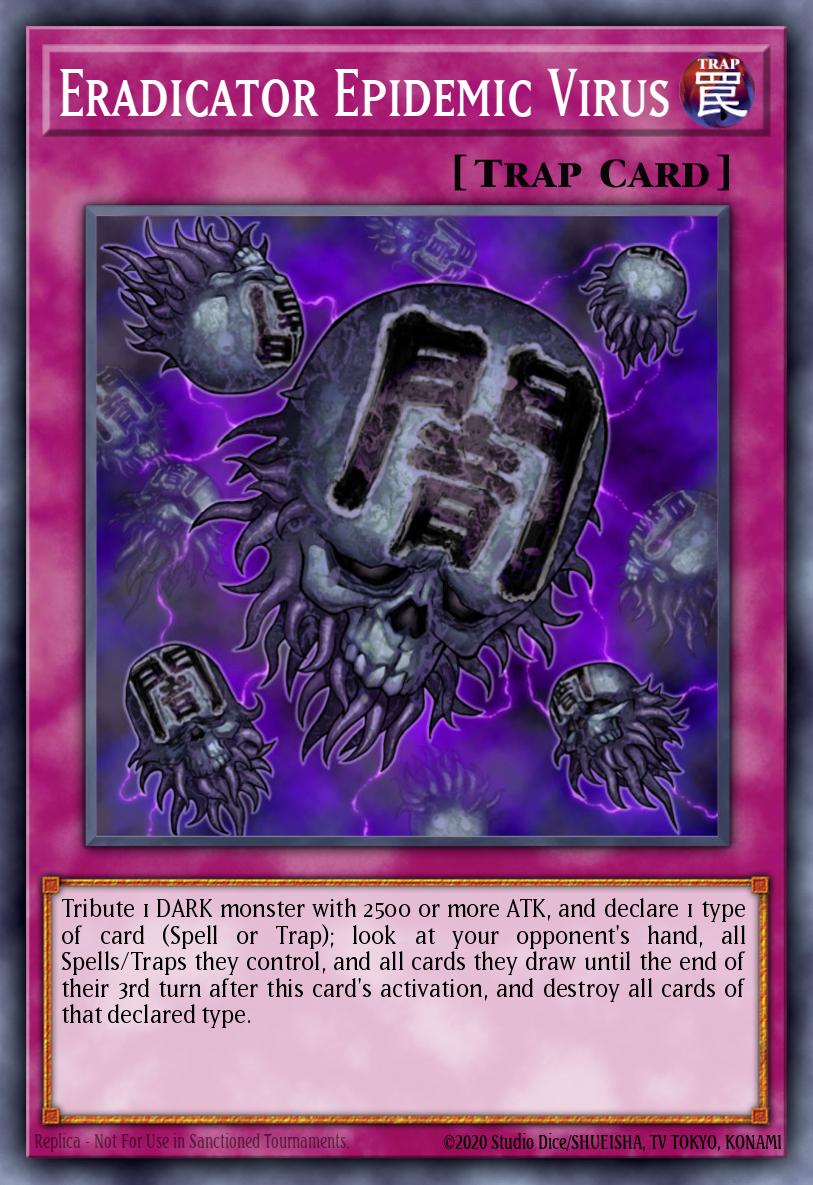 ERADICATOR EPIDEMIC VIRUS
TRAP
罠
[TRAP CARD]
闇
闇
Tribute 1 DARK monster with 2500 or more ATK, and declare 1 type
of card (Spell or Trap); look at your opponent's hand, all
Spells/Traps they control, and all cards they draw until the end of
their 3rd turn after this card's activation, and destroy all cards of
that declared type.
Replica - Not For Use in Sanctioned Tournaments.
©2020 Studio Dice/SHUEISHA, TV TOKYO, KONAMI